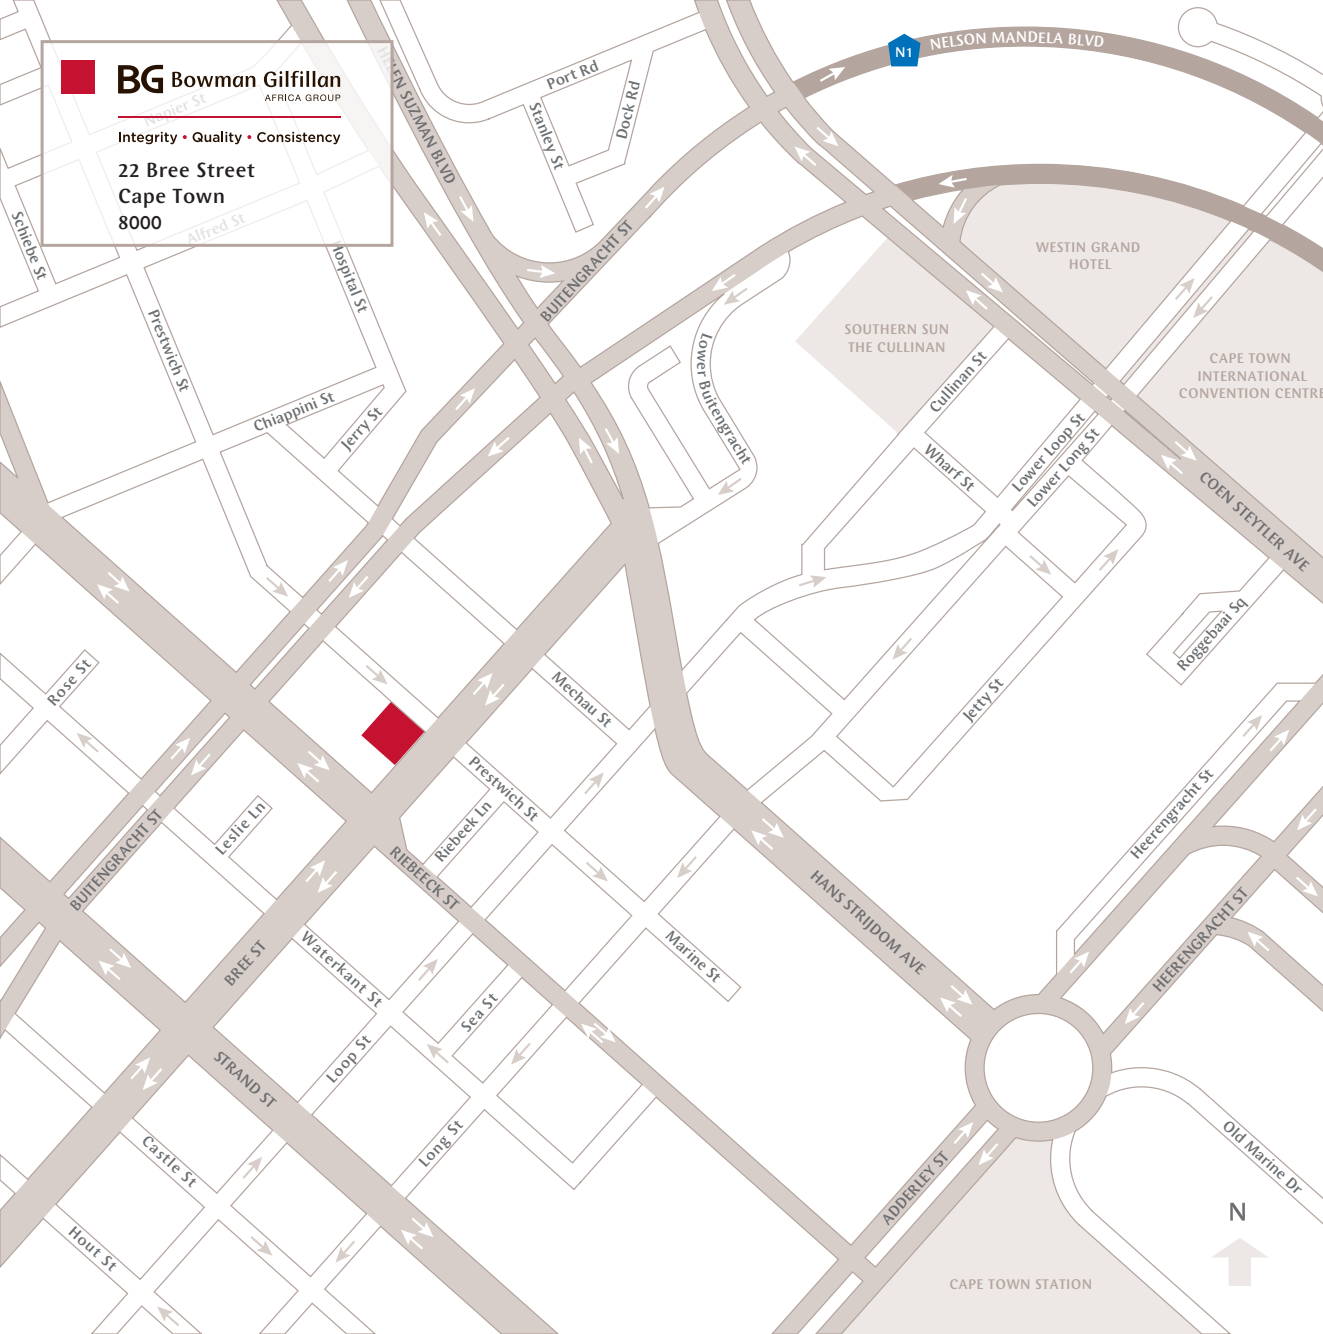 BG Bowman Gilfillan
AFRICA GROUP
Integrity • Quality • Consistency
22 Bree Street
Cape Town
8000
Napier St
Alfred St
Schiebe St
Hospital St
Prestwich St
Chiappini St
Jerry St
HELEN SUZMAN BLVD
Port Rd
Stanley St
Dock Rd
BUITENGRACHT ST
N1
NELSON MANDELA BLVD
WESTIN GRAND
HOTEL
SOUTHERN SUN
THE CULLINAN
CAPE TOWN
INTERNATIONAL
CONVENTION CENTRE
Lower Buitengracht
Cullinan St
Wharf St
Lower Loop St
Lower Long St
COEN STEYTLER AVE
Roggebaai Sq
Jetty St
Rose St
Mechau St
Prestwich St
Riebeek Ln
Leslie Ln
BUITENGRACHT ST
RIEBEECK ST
HANS STRIJDOM AVE
Heerengracht St
HEERENGRACHT ST
BREE ST
Waterkant St
Marine St
Sea St
Loop St
STRAND ST
Long St
Castle St
Hout St
ADDERLEY ST
Old Marine Dr
N
CAPE TOWN STATION